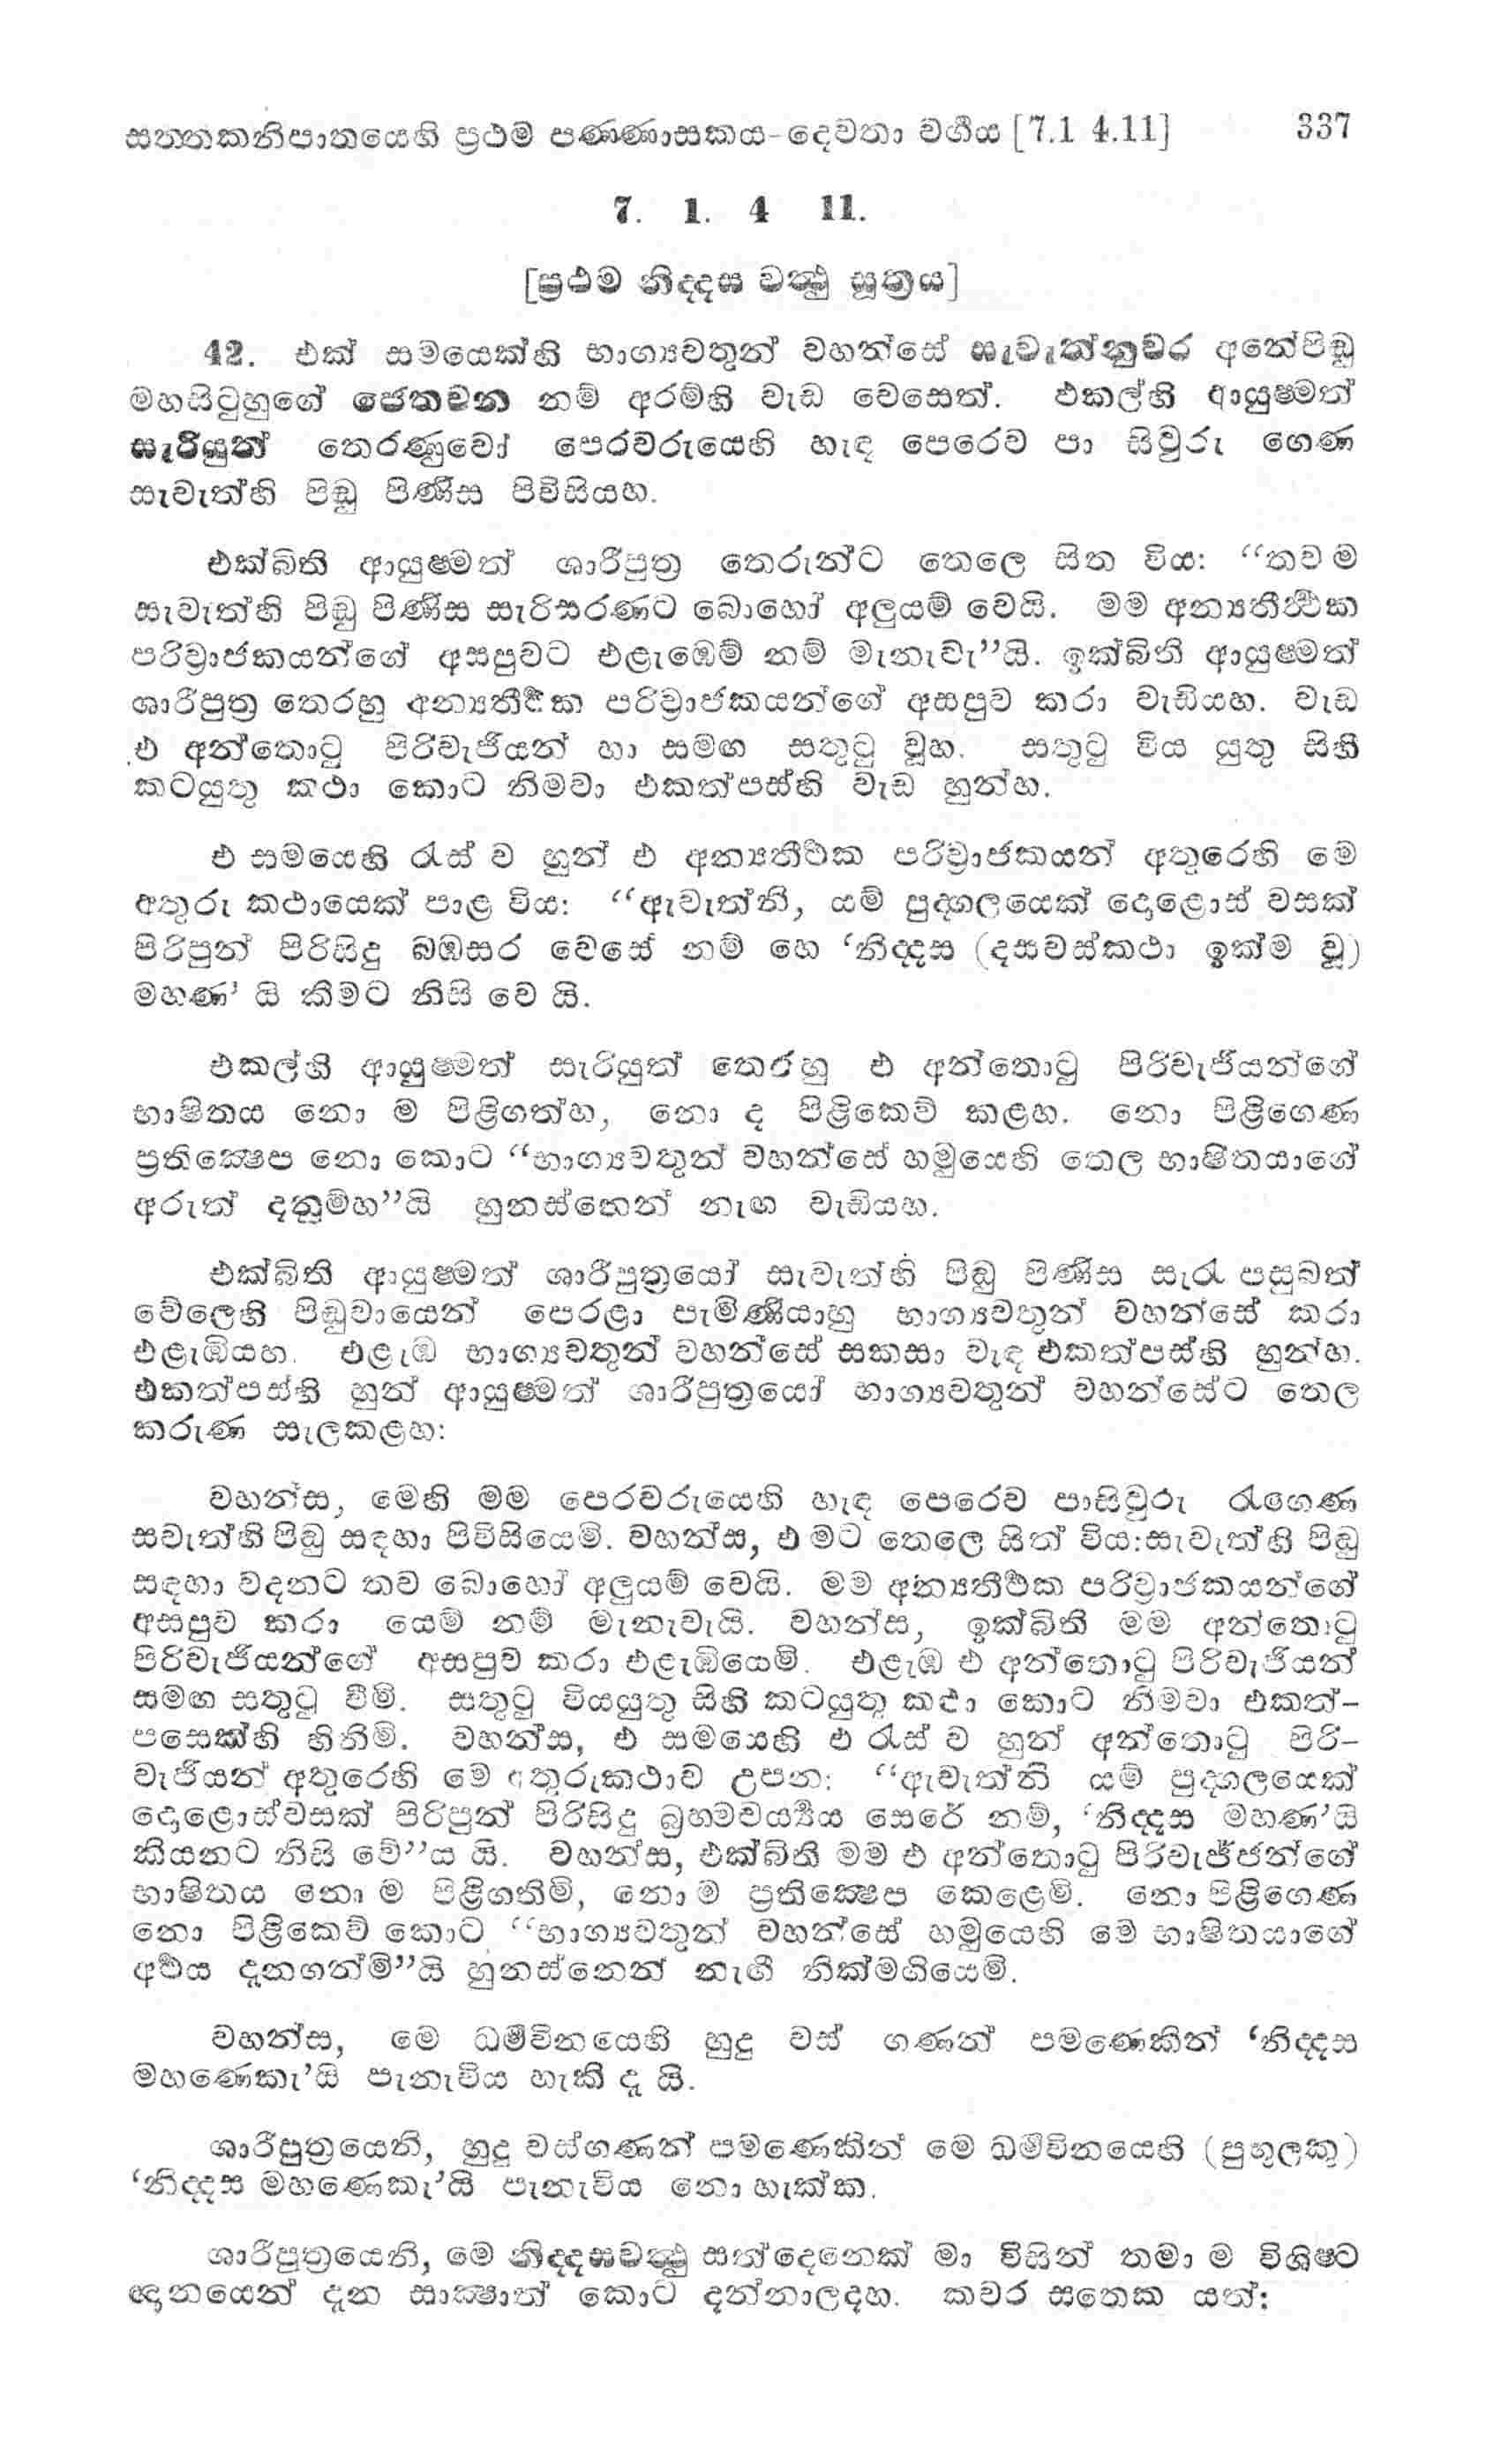 සත්තකනිපාතයෙහි ප්‍රථම පණ්ණාසකය-දෙවතා වර්ගය [7.1 4.11] 337
7. 1. 4 11.
[ප්‍රථම නිද්දස වත්ථු සූත්‍රය]
42. එක් සමයෙක්හි භාග්‍යවතුන් වහන්සේ සැවැත්නුවර අනේපිඬු
මහසිටුහුගේ ජෙතවන නම් අරම්හි වැඩ වෙසෙත්. එකල්හි ආයුෂ්මත්
සැරියුත් තෙරණුවෝ පෙරවරුයෙහි හැඳ පෙරෙව පා සිවුරු ගෙණ
සැවැත්හි පිඬු පිණිස පිවිසියහ.
එක්බිති ආයුෂ්මත් ශාරීපුත්‍ර තෙරුන්ට තෙලෙ සිත විය: “තව ම
සැවැත්හි පිඬු පිණිස සැරිසරණට බොහෝ අලුයම් වෙයි. මම අන්‍යතීර්ථක
පරිව්‍රාජකයන්ගේ අසපුවට එළැඹෙම් නම් මැනැවැ”යි. ඉක්බිති ආයුෂ්මත්
ශාරීපුත්‍ර තෙරහු අන්‍යතීර්ථක පරිව්‍රාජකයන්ගේ අසපුව කරා වැඩියහ. වැඩ
එ අන්තොටු පිරිවැජියන් හා සමඟ සතුටු වූහ. සතුටු විය යුතු සිහි
කටයුතු කථා කොට නිමවා එකත්පස්හි වැඩ හුන්හ.
එ සමයෙහි රැස් ව හුන් එ අන්‍යතීර්ථක පරිව්‍රාජකයන් අතුරෙහි මෙ
අතුරු කථායෙක් පාළ විය: “ඇවැත්නි, යම් පුද්ගලයෙක් දොළොස් වසක්
පිරිපුන් පිරිසිදු බඹසර වෙසේ නම් හෙ ‘නිද්දස (දසවස්කථා ඉක්ම වූ)
මහණ’ යි කීමට නිසි වෙ යි.
එකල්හි ආයුෂ්මත් සැරියුත් තෙරහු එ අන්තොටු පිරිවැජියන්ගේ
භාෂිතය නො ම පිළිගත්හ, නො ද පිළිකෙව් කළහ. නො පිළිගෙණ
ප්‍රතික්ෂෙප නො කොට “භාග්‍යවතුන් වහන්සේ හමුයෙහි තෙල භාෂිතයාගේ
අරුත් දනුම්හ”යි හුනස්නෙන් නැඟ වැඩියහ.
එක්බිති ආයුෂ්මත් ශාරීපුත්‍රයෝ සැවැත්හි පිඬු පිණිස සැරැ පසුබත්
වේලෙහි පිඬුවායෙන් පෙරළා පැමිණියාහු භාග්‍යවතුන් වහන්සේ කරා
එළැඹියහ. එළැඹ භාග්‍යවතුන් වහන්සේ සකසා වැඳ එකත්පස්හි හුන්හ.
එකත්පස්හි හුන් ආයුෂ්මත් ශාරීපුත්‍රයෝ භාග්‍යවතුන් වහන්සේට තෙල
කරුණ සැලකළහ:
වහන්ස, මෙහි මම පෙරවරුයෙහි හැඳ පෙරෙව පාසිවුරු රැගෙණ
සවැත්හි පිඬු සඳහා පිවිසියෙමි. වහන්ස, එ මට තෙලෙ සිත් විය:සැවැත්හි පිඬු
සඳහා වදනට තව බොහෝ අලුයම් වෙයි. මම අන්‍යතීර්ථක පරිව්‍රාජකයන්ගේ
අසපුව කරා යෙම් නම් මැනැවැයි. වහන්ස, ඉක්බිති මම අන්තොටු
පිරිවැජියන්ගේ අසපුව කරා එළැඹියෙමි. එළැඹ එ අන්තොටු පිරිවැජියන්
සමඟ සතුටු වීමි. සතුටු වියයුතු සිහි කටයුතු කථා කොට නිමවා එකත්-
පසෙක්හි හිතිමි. වහන්ස, එ සමයෙහි එ රැස් ව හුන් අන්තොටු පිරි-
වැජියන් අතුරෙහි මෙ අතුරුකථාව උපන: “ඇවැත්නි යම් පුද්ගලයෙක්
දොළොස්වසක් පිරිපුන් පිරිසිදු බ්‍රහ්මචර්‍ය්‍යය සෙරේ නම්, ‘නිද්දස මහණ’යි
කියනට නිසි වේ”ය යි. වහන්ස, එක්බිති මම එ අන්තොටු පිරිවැජ්ජන්ගේ
භාෂිතය නො ම පිළිගතිමි, නො ම ප්‍රතික්ෂෙප කෙළෙමි. නො පිළිගෙණ
නො පිළිකෙව් කොට “භාග්‍යවතුන් වහන්සේ හමුයෙහි මෙ භාෂිතයාගේ
අර්ථය දැනගන්මි”යි හුනස්නෙන් නැගී නික්මගියෙමි.
වහන්ස, මෙ ධර්මවිනයෙහි හුදු වස් ගණන් පමණෙකින් ‘නිද්දස
මහණෙකැ’යි පැනැවිය හැකි දැ යි.
ශාරීපුත්‍රයෙනි, හුදු වස්ගණන් පමණෙකින් මෙ ධර්මවිනයෙහි (පුඟුලකු)
‘නිද්දස මහණෙකැ’යි පැනැවිය නො හැක්ක.
ශාරීපුත්‍රයෙනි, මෙ නිද්දසවත්ථු සත්දෙනෙක් මා විසින් තමා ම විශිෂ්ට
ඥානයෙන් දැන සාක්ෂාත් කොට දන්නාලදහ. කවර සතෙක යත්: